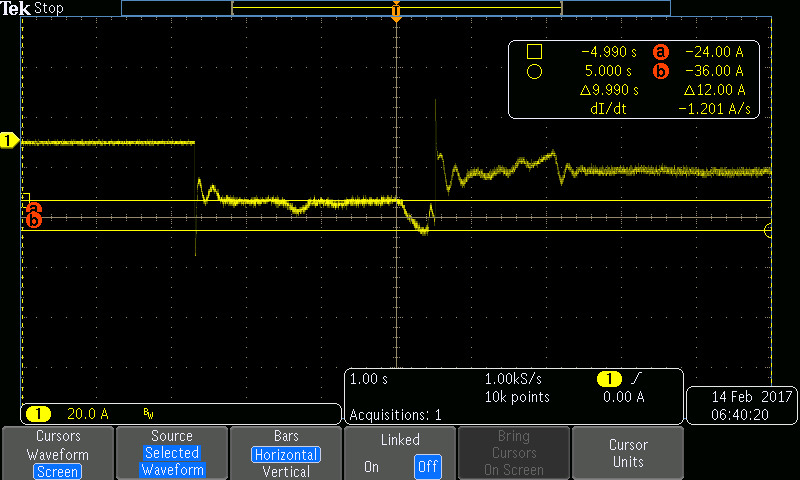 Tek Stop
T
-4.990 s a -24.00 A
5.000 s b -36.00 A
Δ9.990 s Δ12.00 A
dI/dt -1.201 A/s
1
a
b
1 20.0 A BW
1.00 s 1.00kS/s 1 0.00 A
10k points
Acquisitions: 1
14 Feb 2017
06:40:20
Cursors
Waveform
Screen
Source
Selected
Waveform
Bars
Horizontal
Vertical
Linked
On Off
Bring
Cursors
On Screen
Cursor
Units